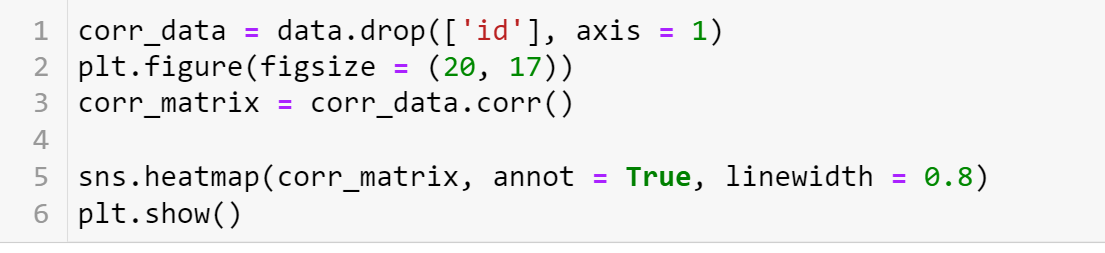 1 corr_data = data.drop(['id'], axis = 1)
2 plt.figure(figsize = (20, 17))
3 corr_matrix = corr_data.corr()
4
5 sns.heatmap(corr_matrix, annot = True, linewidth = 0.8)
6 plt.show()